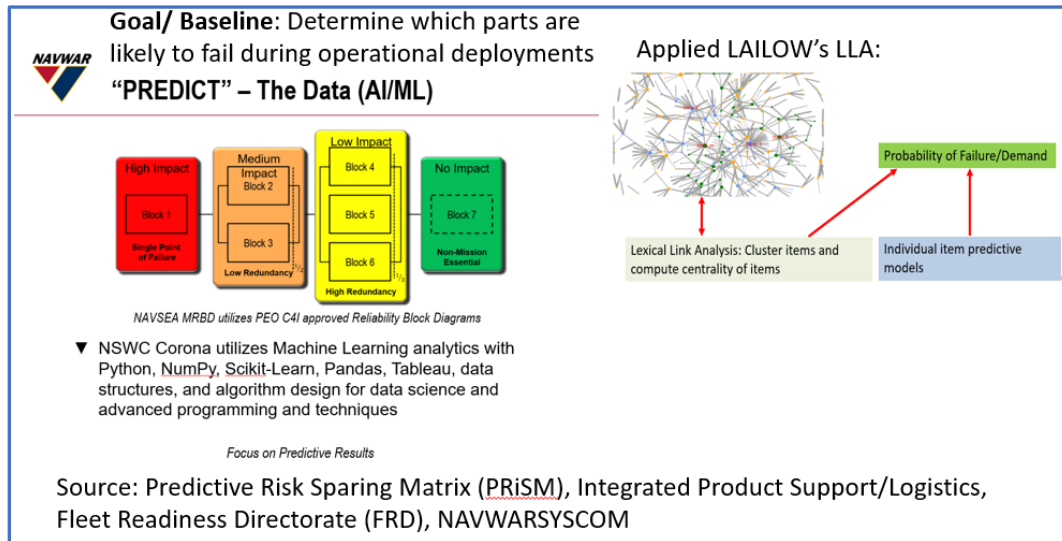 Goal/ Baseline: Determine which parts are
likely to fail during operational deployments
NAVWAR
"PREDICT" – The Data (AI/ML)
High Impact
Block 1
Single Point
of Failure
Medium
Impact
Block 2
Block 3
1/2
Low Redundancy
Low Impact
Block 4
Block 5
Block 6
1/3
High Redundancy
No Impact
Block 7
Non-Mission
Essential
NAVSEA MRBD utilizes PEO C4I approved Reliability Block Diagrams
▼ NSWC Corona utilizes Machine Learning analytics with
Python, NumPy, Scikit-Learn, Pandas, Tableau, data
structures, and algorithm design for data science and
advanced programming and techniques
Focus on Predictive Results
Applied LAILOW's LLA:
Probability of Failure/Demand
Lexical Link Analysis: Cluster items and
compute centrality of items
Individual item predictive
models
Source: Predictive Risk Sparing Matrix (PRiSM), Integrated Product Support/Logistics,
Fleet Readiness Directorate (FRD), NAVWARSYSCOM